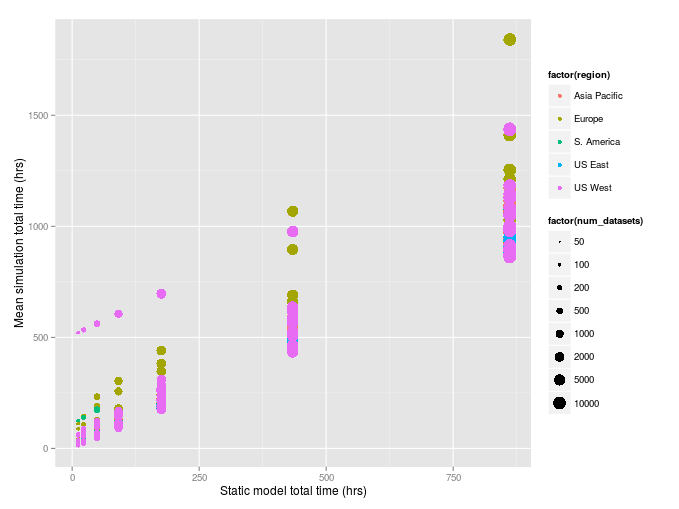 1500
1000
500
0
0
250
500
750
Mean simulation total time (hrs)
Static model total time (hrs)
factor(region)
Asia Pacific
Europe
S. America
US East
US West
factor(num_datasets)
50
100
200
500
1000
2000
5000
10000